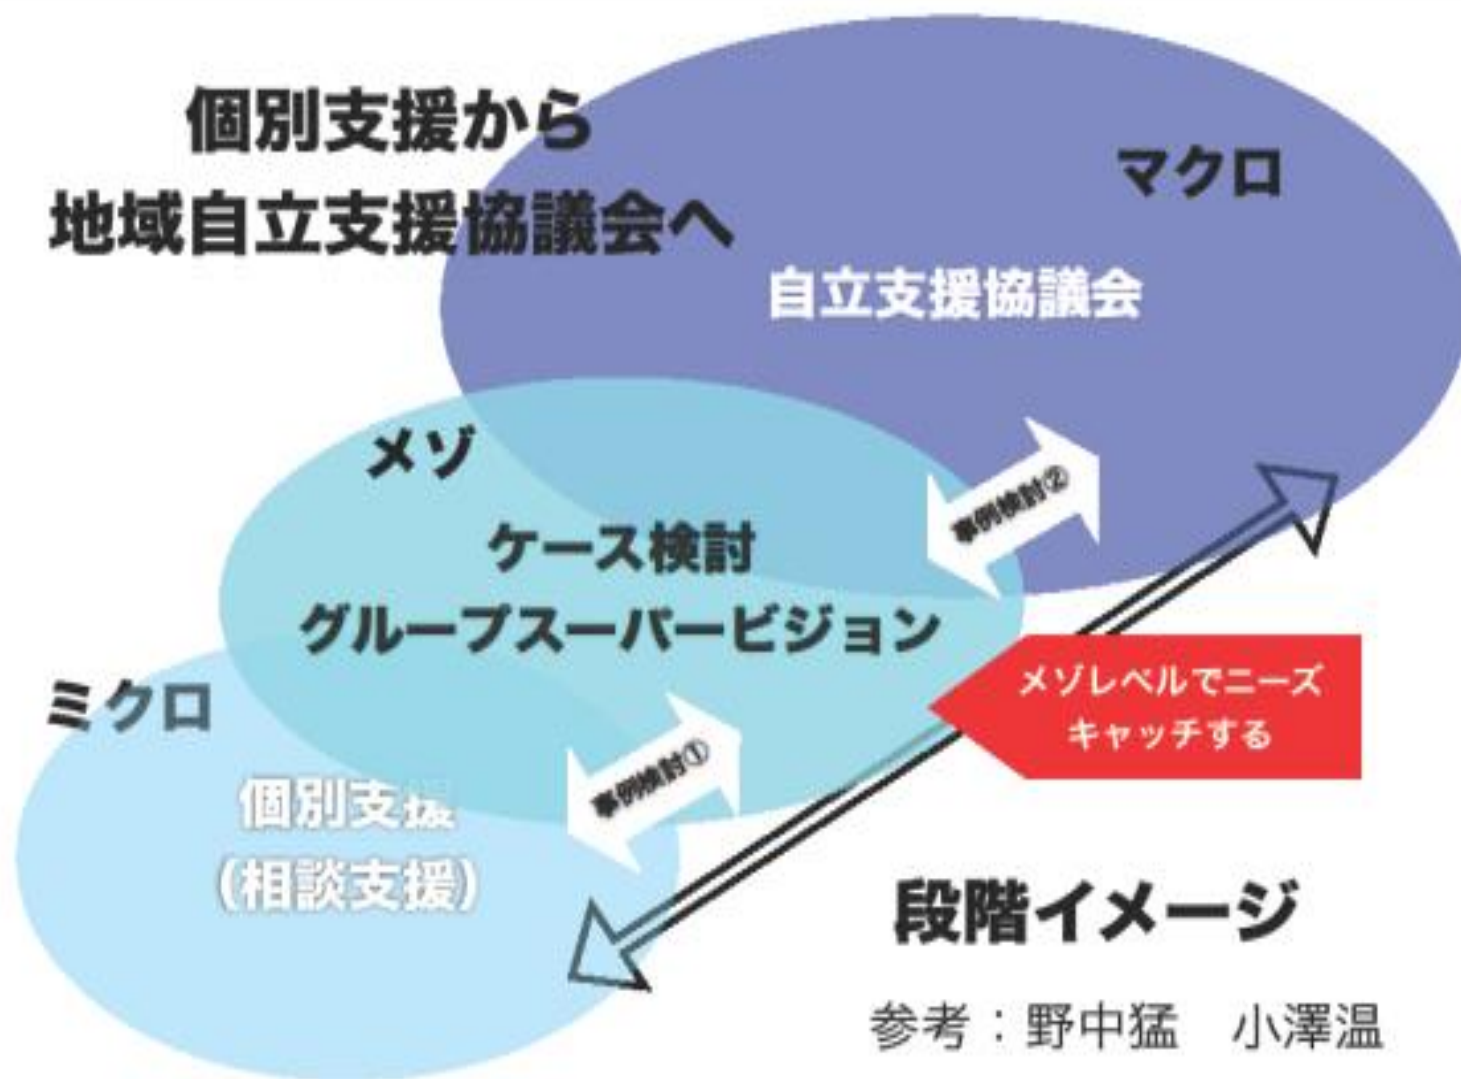 個別支援から
地域自立支援協議会へ
マクロ
自立支援協議会
メゾ
事例検討②
ケース検討
グループスーパービジョン
メゾレベルでニーズ
キャッチする
ミクロ
事例検討①
個別支援
(相談支援)
段階イメージ
参考：野中猛　小澤温